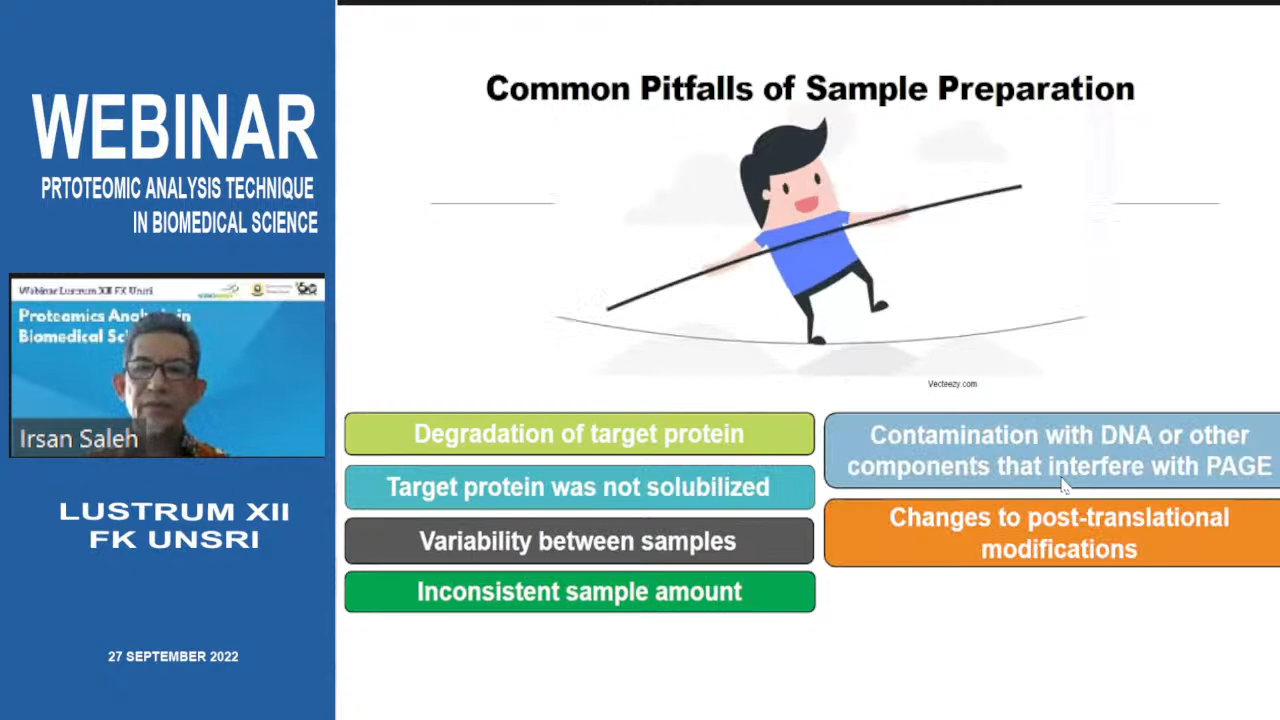 WEBINAR
PRTOTEOMIC ANALYSIS TECHNIQUE
IN BIOMEDICAL SCIENCE
Webinar Lustrum XII FK Unsri
Proteomics Analysis in
Biomedical Sc
Irsan Saleh
LUSTRUM XII
FK UNSRI
27 SEPTEMBER 2022
Common Pitfalls of Sample Preparation
Vecteezy.com
Degradation of target protein
Target protein was not solubilized
Variability between samples
Inconsistent sample amount
Contamination with DNA or other
components that interfere with PAGE
Changes to post-translational
modifications